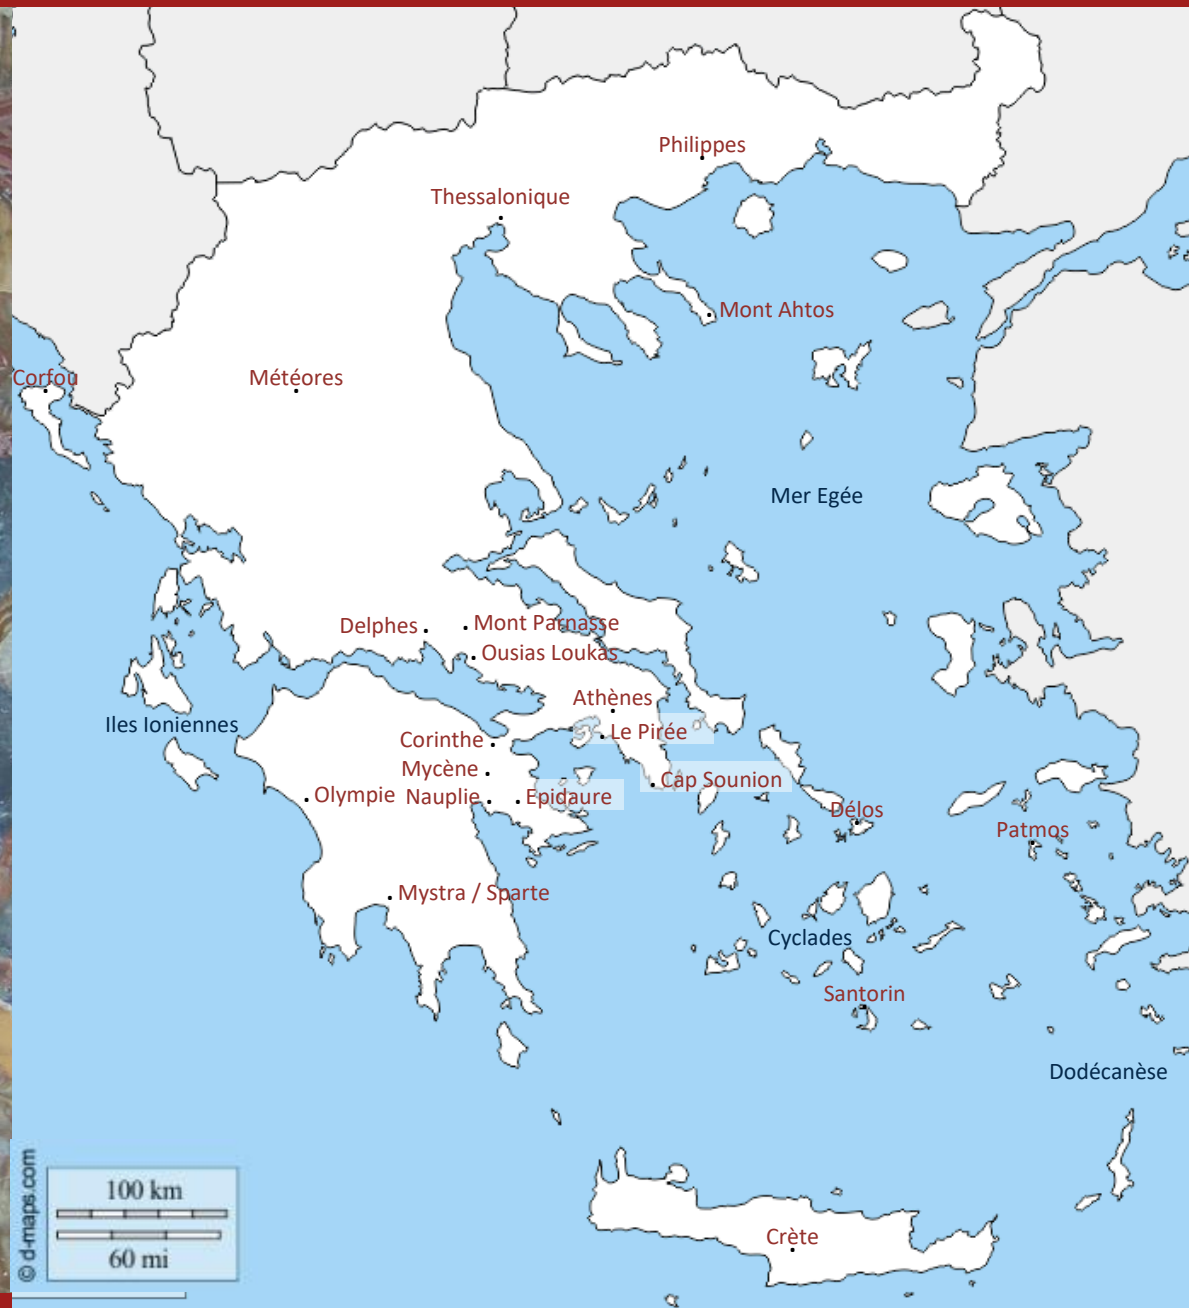 Philippes
Thessalonique
Mont Ahtos
Corfou
Météores
Mer Egée
Delphes
Mont Parnasse
Ousias Loukas
Athènes
Iles Ioniennes
Le Pirée
Corinthe
Mycène
Cap Sounion
Olympie
Nauplie
Epidaure
Délos
Patmos
Mystra / Sparte
Cyclades
Santorin
Dodécanèse
Crète
100 km
60 mi
© d-maps.com